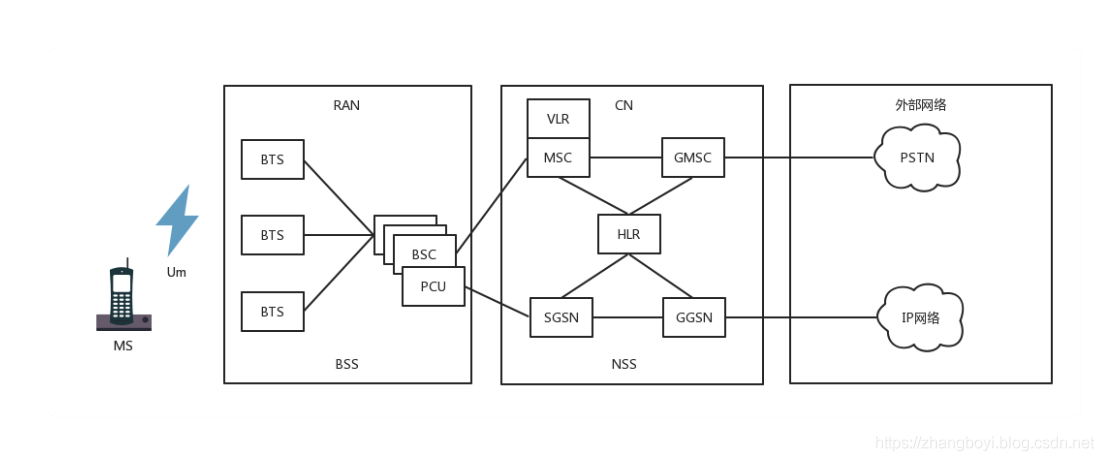 RAN
CN
外部网络
VLR
BTS
MSC
GMSC
PSTN
BTS
HLR
BSC
Um
PCU
BTS
SGSN
GGSN
IP网络
MS
BSS
NSS
https://zhangboyi.blog.csdn.net